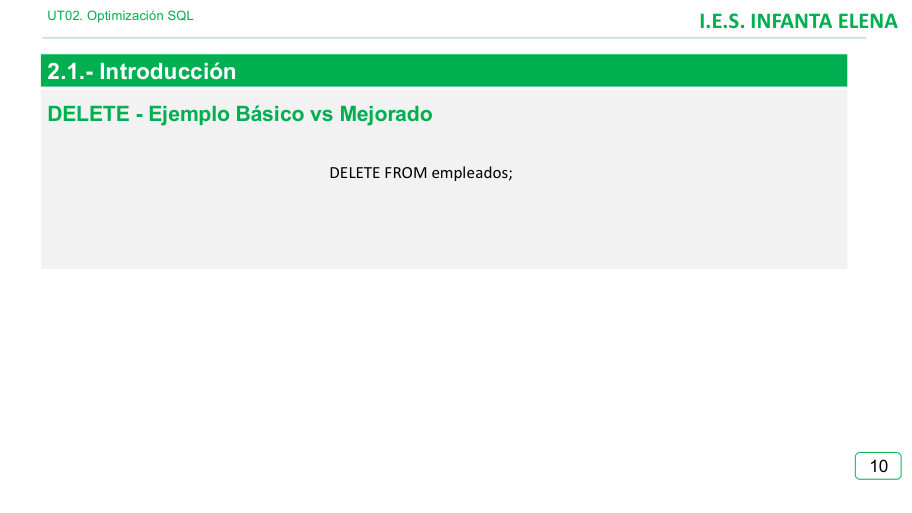 UT02. Optimización SQL
I.E.S. INFANTA ELENA
2.1.- Introducción
DELETE - Ejemplo Básico vs Mejorado
DELETE FROM empleados;
10